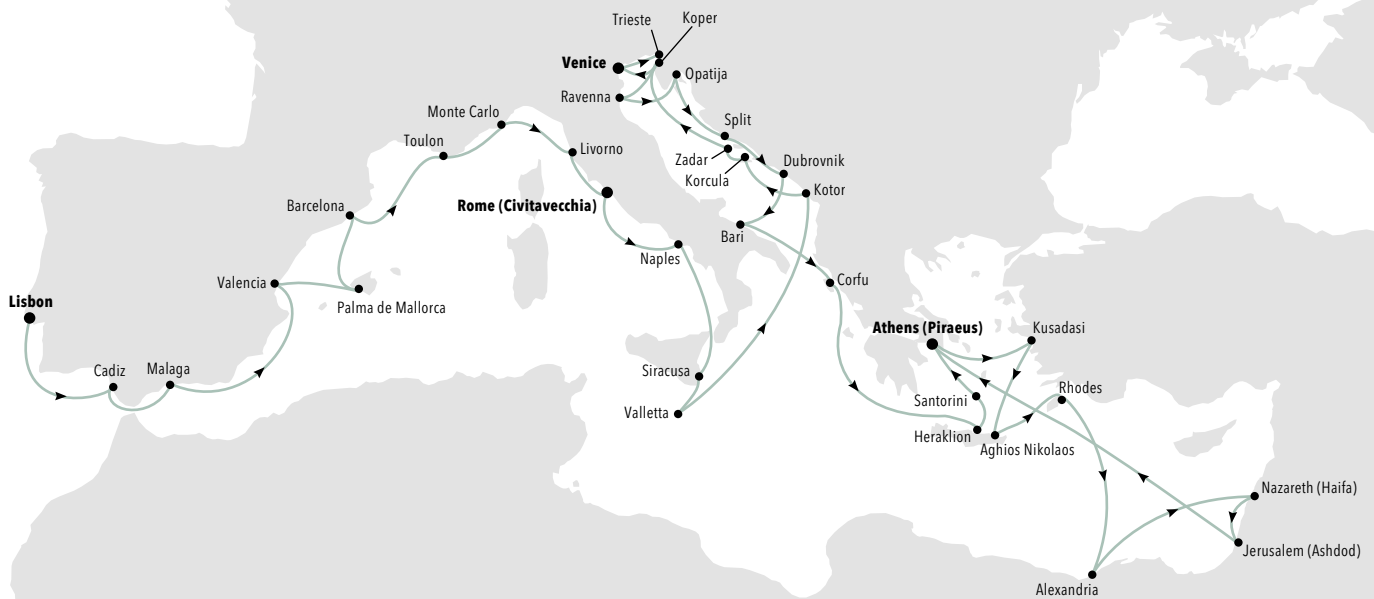 Trieste
Koper
Venice
Opatija
Ravenna
Monte Carlo
Split
Toulon
Livorno
Zadar
Dubrovnik
Korcula
Kotor
Barcelona
Rome (Civitavecchia)
Bari
Naples
Valencia
Corfu
Palma de Mallorca
Lisbon
Athens (Piraeus)
Kusadasi
Cadiz
Malaga
Siracusa
Rhodes
Santorini
Valletta
Heraklion
Aghios Nikolaos
Nazareth (Haifa)
Jerusalem (Ashdod)
Alexandria